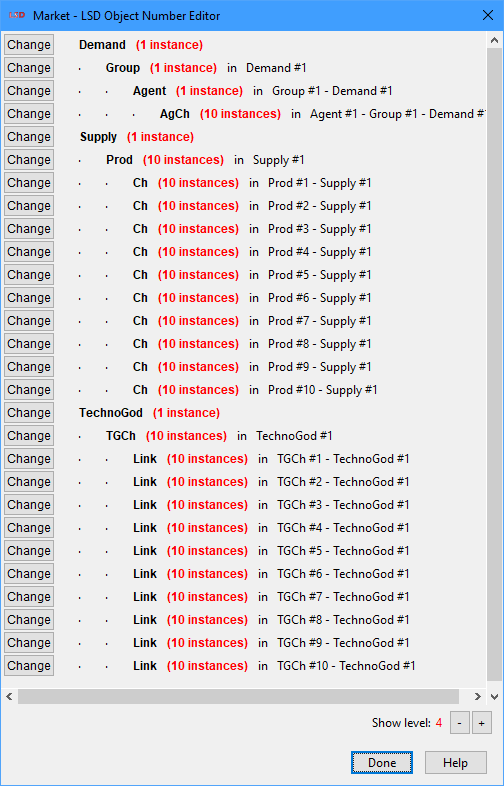 LSD Market - LSD Object Number Editor
Change Demand (1 instance)
Change . Group (1 instance) in Demand #1
Change . . Agent (1 instance) in Group #1 - Demand #1
Change . . . AgCh (10 instances) in Agent #1 - Group #1 - Demand #
Change Supply (1 instance)
Change . Prod (10 instances) in Supply #1
Change . . Ch (10 instances) in Prod #1 - Supply #1
Change . . Ch (10 instances) in Prod #2 - Supply #1
Change . . Ch (10 instances) in Prod #3 - Supply #1
Change . . Ch (10 instances) in Prod #4 - Supply #1
Change . . Ch (10 instances) in Prod #5 - Supply #1
Change . . Ch (10 instances) in Prod #6 - Supply #1
Change . . Ch (10 instances) in Prod #7 - Supply #1
Change . . Ch (10 instances) in Prod #8 - Supply #1
Change . . Ch (10 instances) in Prod #9 - Supply #1
Change . . Ch (10 instances) in Prod #10 - Supply #1
Change TechnoGod (1 instance)
Change . TGCh (10 instances) in TechnoGod #1
Change . . Link (10 instances) in TGCh #1 - TechnoGod #1
Change . . Link (10 instances) in TGCh #2 - TechnoGod #1
Change . . Link (10 instances) in TGCh #3 - TechnoGod #1
Change . . Link (10 instances) in TGCh #4 - TechnoGod #1
Change . . Link (10 instances) in TGCh #5 - TechnoGod #1
Change . . Link (10 instances) in TGCh #6 - TechnoGod #1
Change . . Link (10 instances) in TGCh #7 - TechnoGod #1
Change . . Link (10 instances) in TGCh #8 - TechnoGod #1
Change . . Link (10 instances) in TGCh #9 - TechnoGod #1
Change . . Link (10 instances) in TGCh #10 - TechnoGod #1
Show level: 4 - +
Done Help